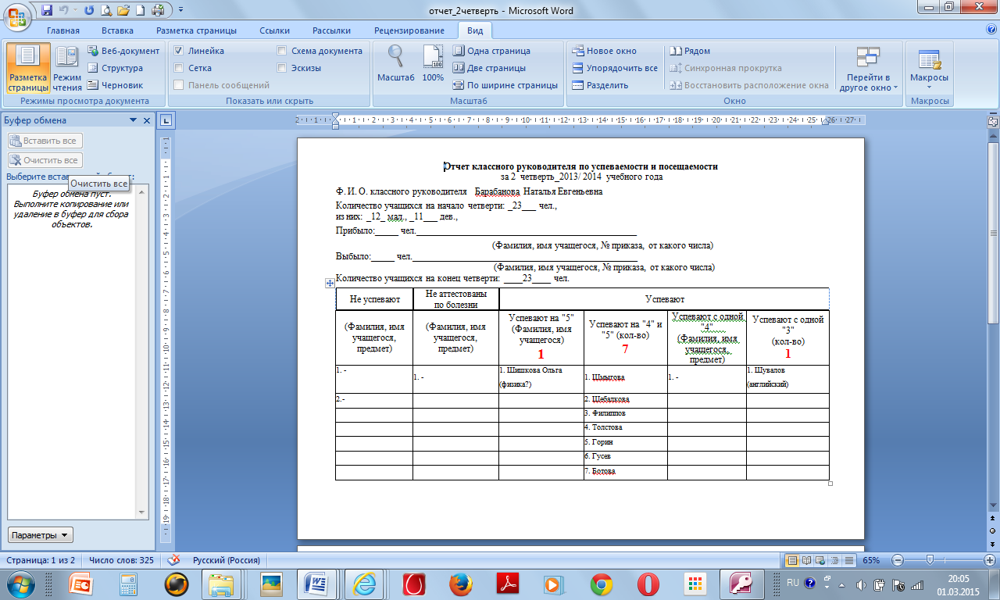 отчет_2четверть - Microsoft Word
Главная Вставка Разметка страницы Ссылки Рассылки Рецензирование Вид
Разметка страницы
Режим чтения
Веб-документ
Структура
Черновик
Режимы просмотра документа
Линейка
Сетка
Панель сообщений
Схема документа
Эскизы
Показать или скрыть
Масштаб
100%
Одна страница
Две страницы
По ширине страницы
Масштаб
Новое окно
Упорядочить все
Разделить
Рядом
Синхронная прокрутка
Восстановить расположение окна
Перейти в другое окно
Окно
Макросы
Макросы
Буфер обмена
Вставить все
Очистить все
Выберите встав
Очистить все
Буфер обмена пуст.
Выполните копирование или
удаление в буфер для сбора
объектов.
Параметры
Отчет классного руководителя по успеваемости и посещаемости
за 2 четверть_2013/ 2014 учебного года
Ф. И. О. классного руководителя Барабанова Наталья Евгеньевна
Количество учащихся на начало четверти: _23___ чел.,
из них: _12_ мал., _11___ дев.,
Прибыло:_____ чел._______________________________________________
(Фамилия, имя учащегося, № приказа, от какого числа)
Выбыло:_____ чел.________________________________________________
(Фамилия, имя учащегося, № приказа, от какого числа)
Количество учащихся на конец четверти: ____23____ чел.
Не успевают
Не аттестованы
по болезни
Успевают
(Фамилия, имя
учащегося,
предмет)
(Фамилия, имя
учащегося,
предмет)
Успевают на "5"
(Фамилия, имя
учащегося)
1
Успевают на "4" и
"5" (кол-во)
7
Успевают с одной
"4"
(Фамилия, имя
учащегося,
предмет)
Успевают с одной
"3"
(кол-во)
1
1. -
1. -
1. Шишкова Ольга
(физика?)
1. Шмыгова
1. -
1. Шувалов
(английский)
2.-
2. Шебалкова
3. Филиппов
4. Толстова
5. Горин
6. Гусев
7. Ботова
Страница: 1 из 2 Число слов: 325 Русский (Россия) 65%
RU
20:05
01.03.2015